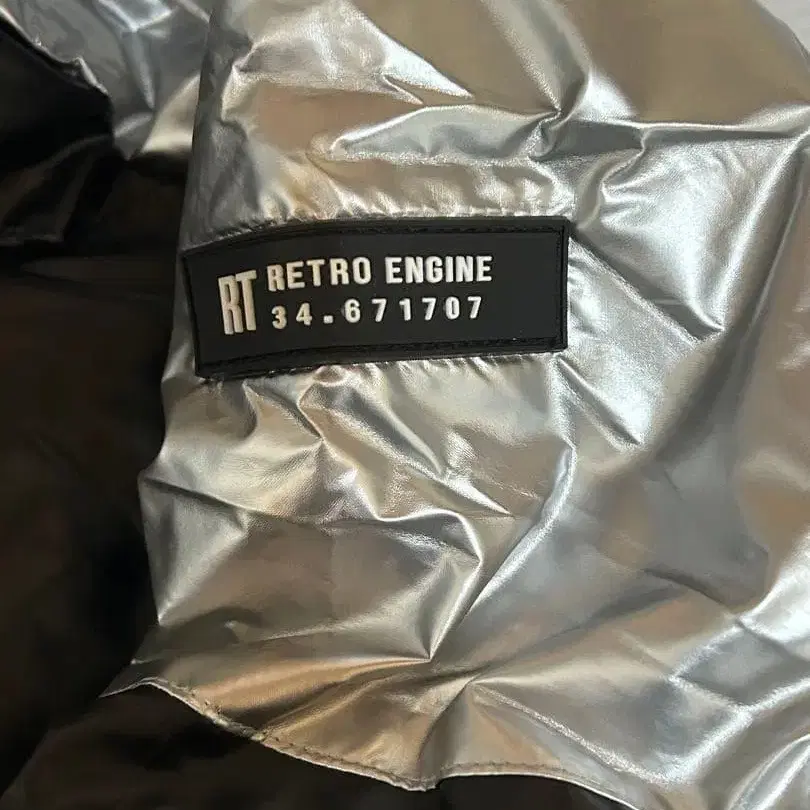 RT
RETRO ENGINE
34.671707